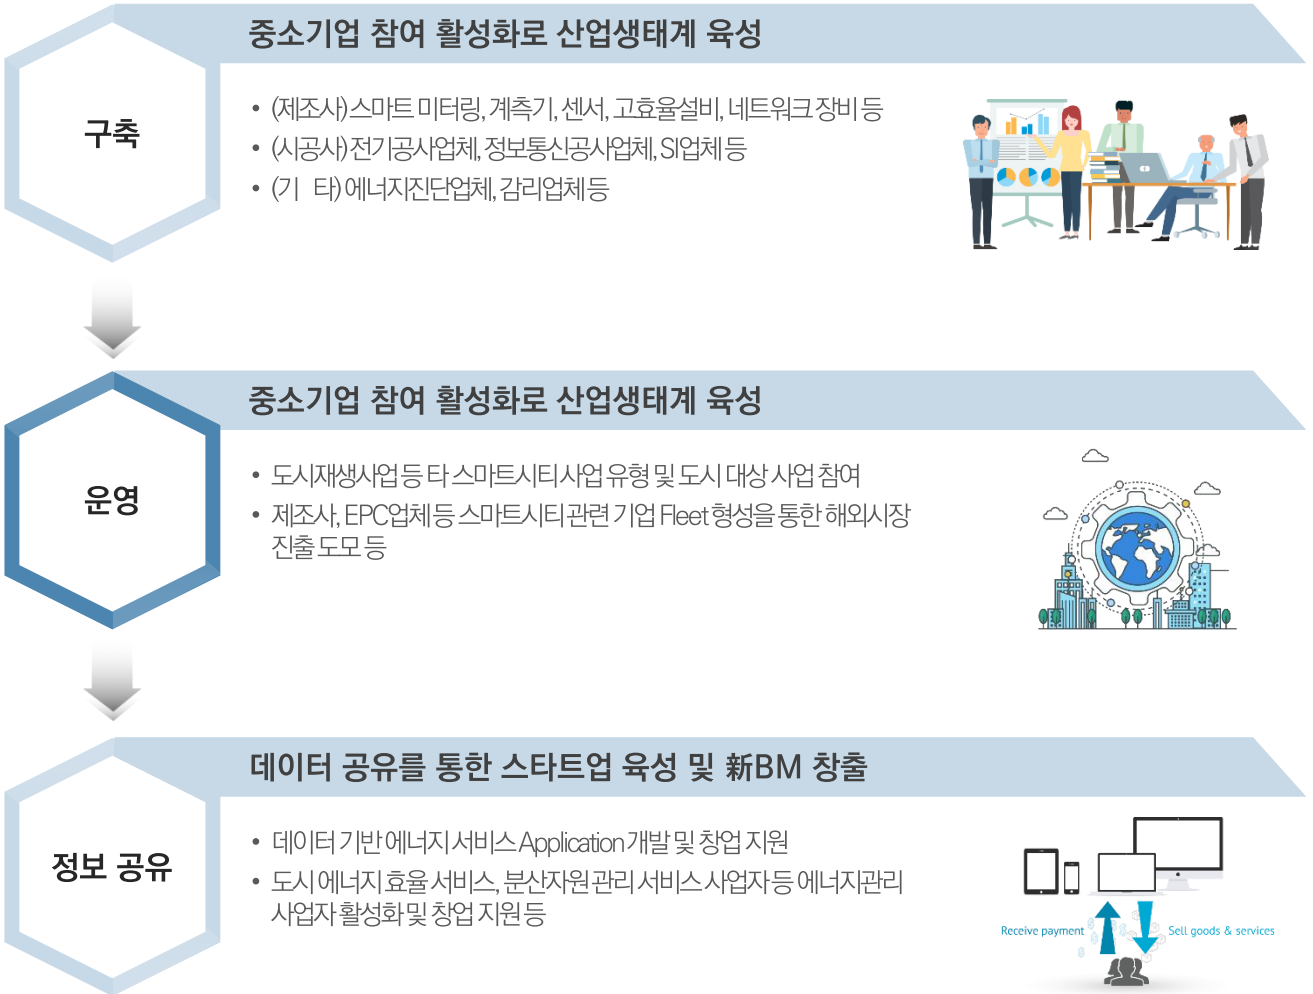 중소기업 참여 활성화로 산업생태계 육성
구축
• (제조사) 스마트 미터링, 계측기, 센서, 고효율설비, 네트워크 장비 등
• (시공사) 전기공사업체, 정보통신공사업체, SI업체 등
• (기 타) 에너지진단업체, 감리업체 등
중소기업 참여 활성화로 산업생태계 육성
운영
• 도시재생사업 등 타 스마트시티 사업 유형 및 도시 대상 사업 참여
• 제조사, EPC업체 등 스마트시티 관련 기업 Fleet 형성을 통한 해외시장
진출 도모 등
데이터 공유를 통한 스타트업 육성 및 新BM 창출
정보 공유
• 데이터 기반 에너지 서비스 Application 개발 및 창업 지원
• 도시 에너지 효율 서비스, 분산자원 관리 서비스 사업자 등 에너지관리
사업자 활성화 및 창업 지원 등
Receive payment
Sell goods & services